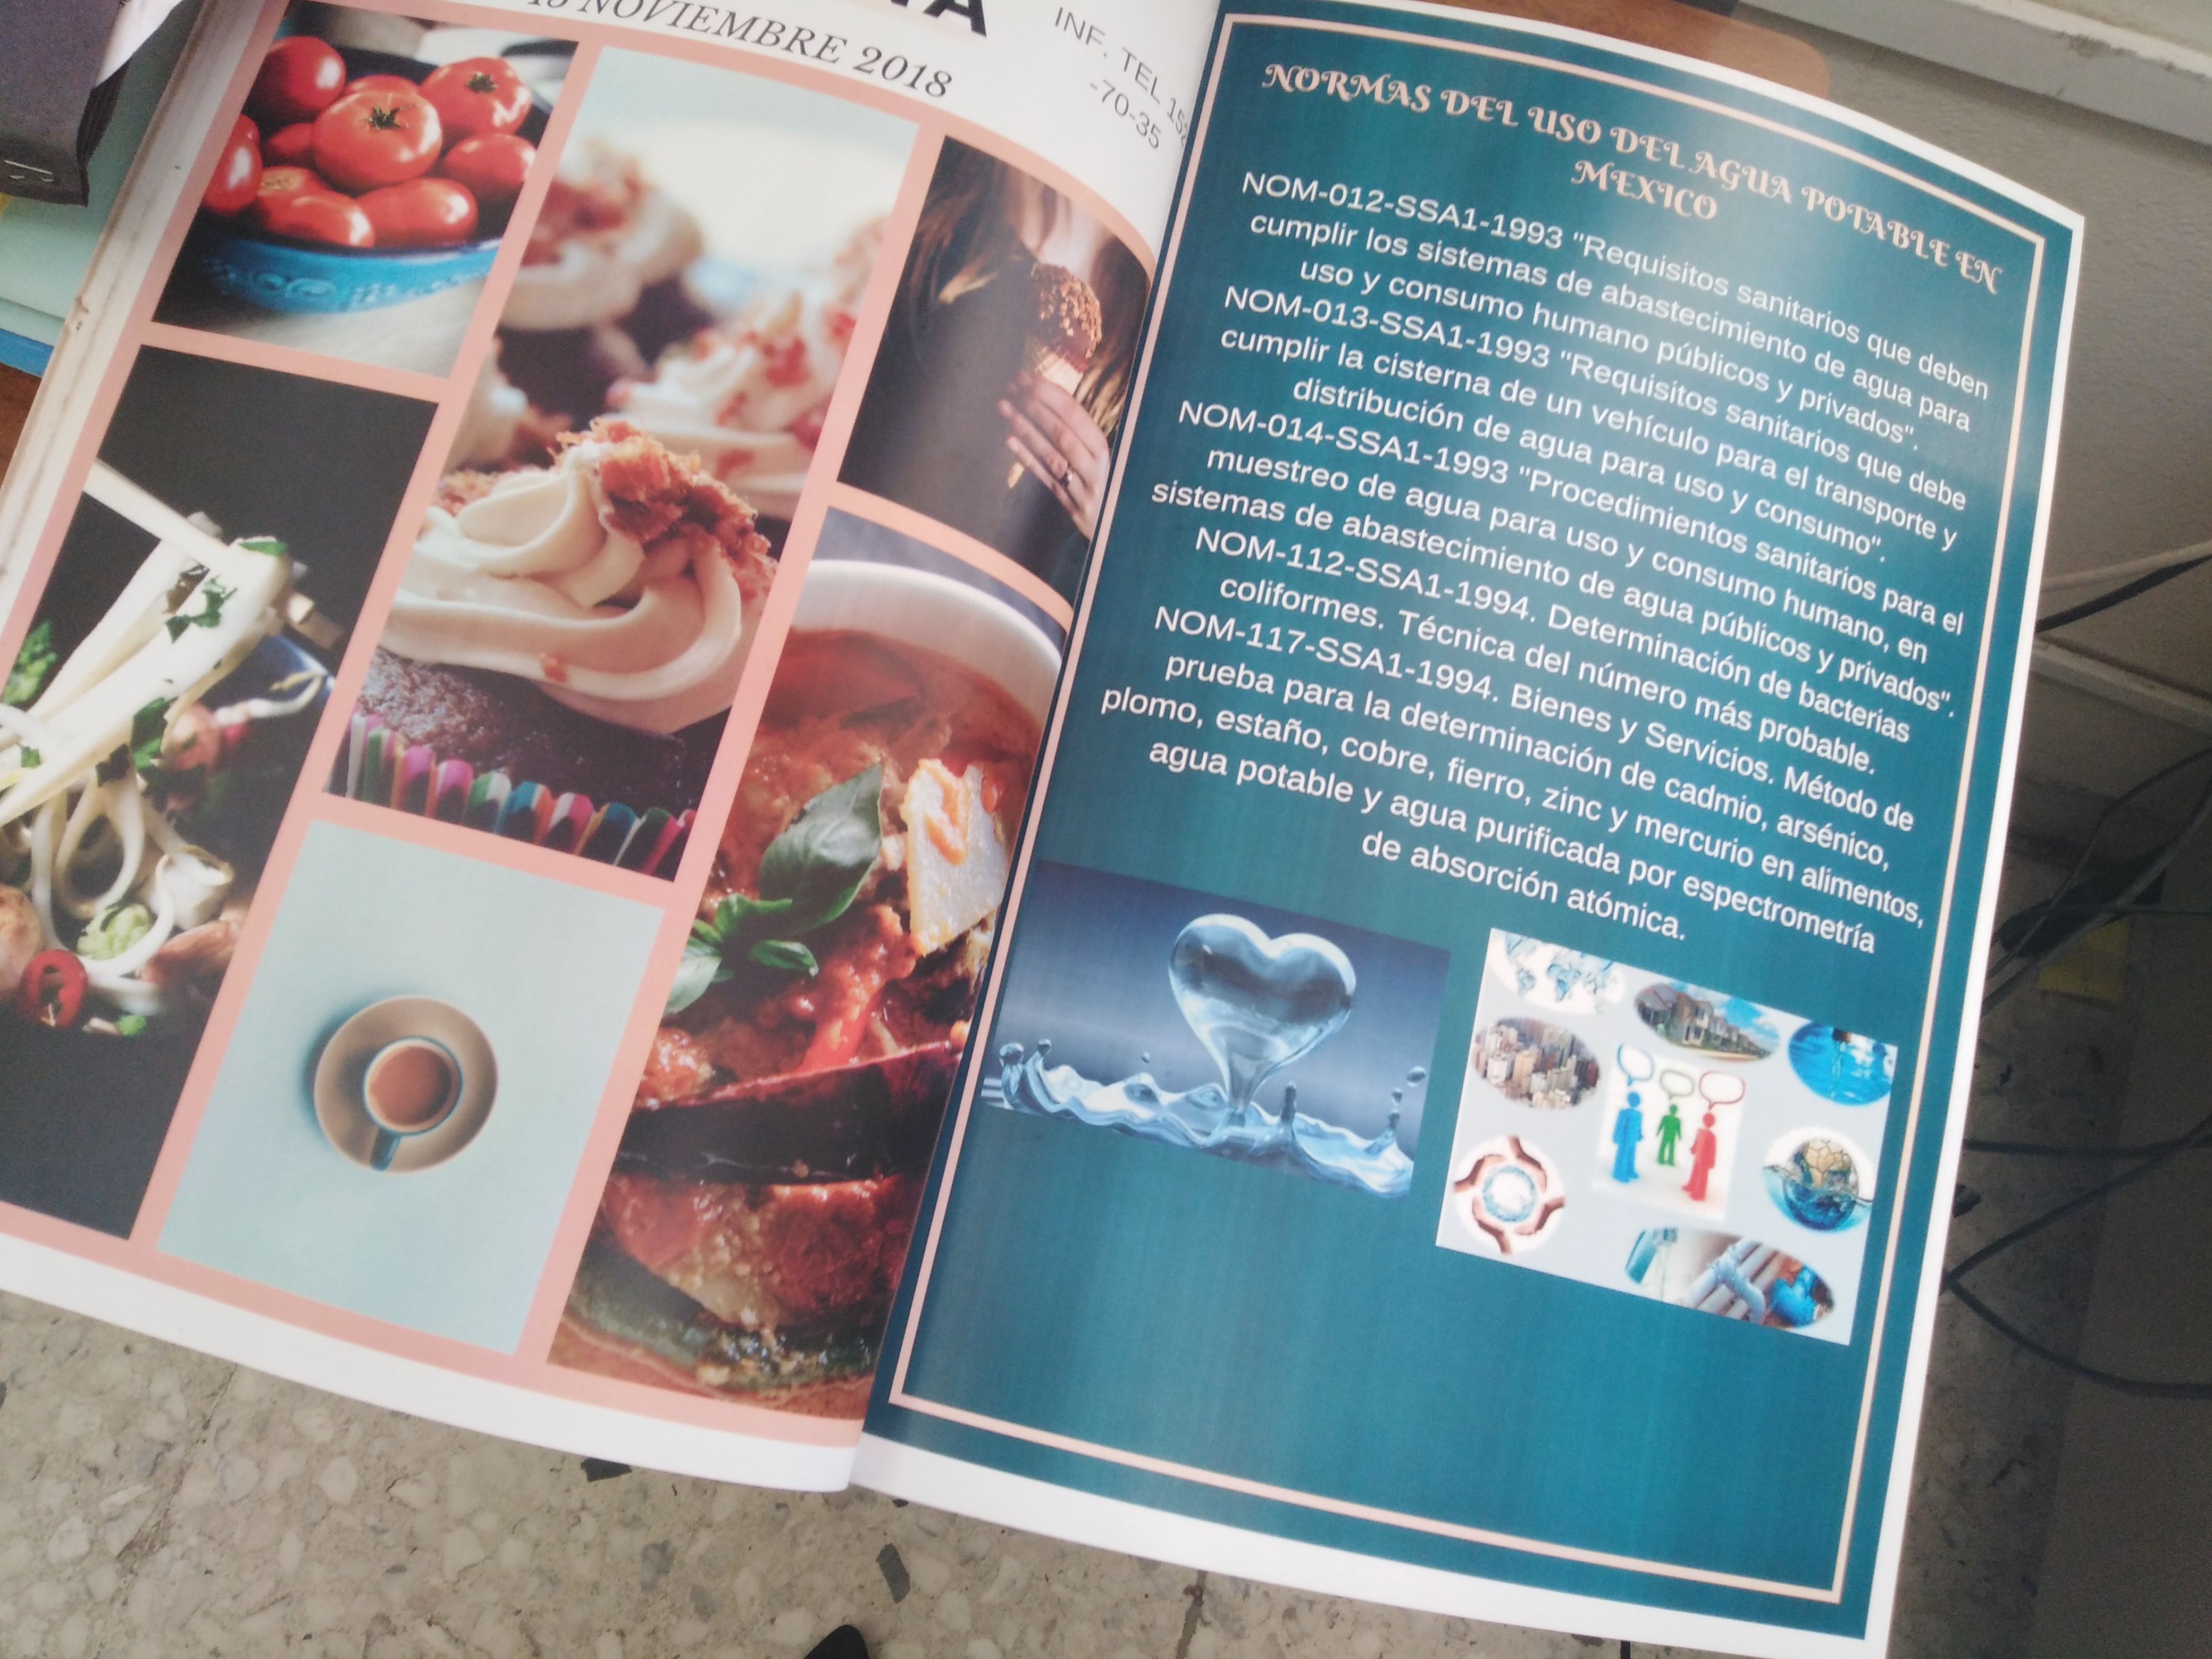 NOVIEMBRE 2018
INF. TEL
-70-35
NORMAS DEL USO DEL AGUA POTABLE EN
MEXICO
NOM-012-SSA1-1993 "Requisitos sanitarios que deben
cumplir los sistemas de abastecimiento de agua para
uso y consumo humano públicos y privados".
NOM-013-SSA1-1993 "Requisitos sanitarios que debe
cumplir la cisterna de un vehículo para el transporte y
distribución de agua para uso y consumo".
NOM-014-SSA1-1993 "Procedimientos sanitarios para el
muestreo de agua para uso y consumo humano, en
sistemas de abastecimiento de agua públicos y privados".
NOM-112-SSA1-1994. Determinación de bacterias
coliformes. Técnica del número más probable.
NOM-117-SSA1-1994. Bienes y Servicios. Método de
prueba para la determinación de cadmio, arsénico,
plomo, estaño, cobre, fierro, zinc y mercurio en alimentos,
agua potable y agua purificada por espectrometría
de absorción atómica.